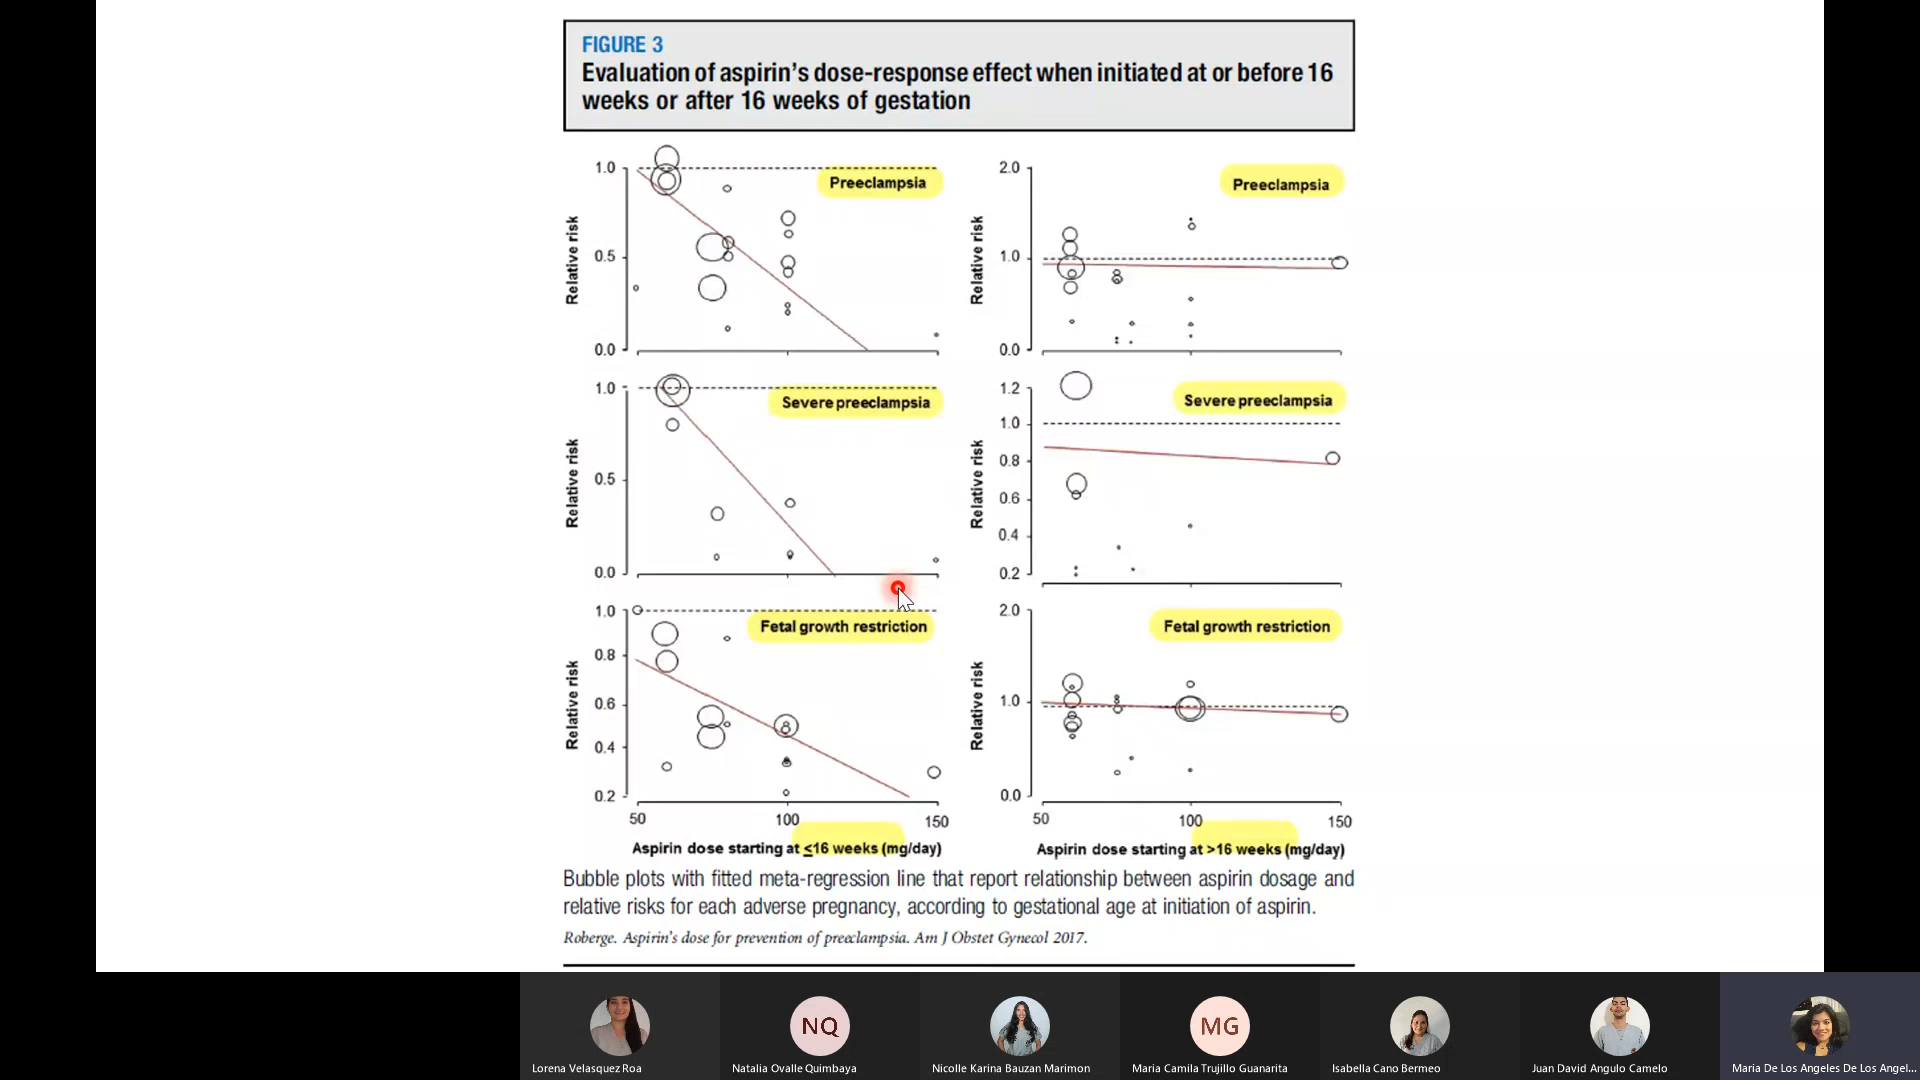 FIGURE 3
Evaluation of aspirin's dose-response effect when initiated at or before 16
weeks or after 16 weeks of gestation
1.0
0.5
0.0
Relative risk
Preeclampsia
2.0
1.0
0.0
Relative risk
Preeclampsia
1.0
0.5
0.0
Relative risk
Severe preeclampsia
1.2
1.0
0.8
0.6
0.4
0.2
Relative risk
Severe preeclampsia
1.0
0.8
0.6
0.4
0.2
Relative risk
Fetal growth restriction
50
100
150
Aspirin dose starting at ≤16 weeks (mg/day)
2.0
1.0
0.0
Relative risk
Fetal growth restriction
50
100
150
Aspirin dose starting at >16 weeks (mg/day)
Bubble plots with fitted meta-regression line that report relationship between aspirin dosage and
relative risks for each adverse pregnancy, according to gestational age at initiation of aspirin.
Roberge. Aspirin's dose for prevention of preeclampsia. Am J Obstet Gynecol 2017.
NQ
MG
Lorena Velasquez Roa
Natalia Ovalle Quimbaya
Nicolle Karina Bauzan Marimon
Maria Camila Trujillo Guanarita
Isabella Cano Bermeo
Juan David Angulo Camelo
Maria De Los Angeles De Los Angel...